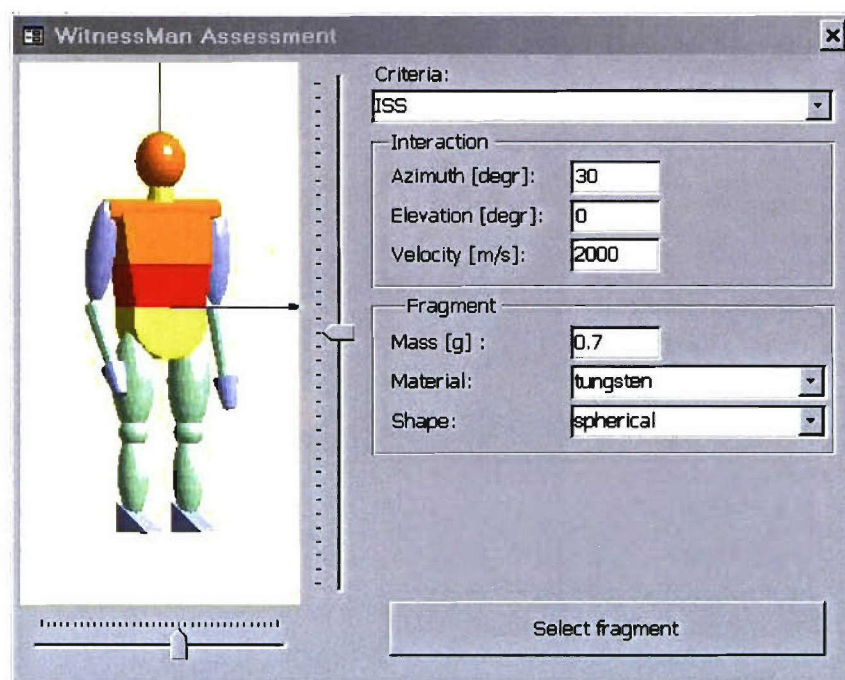 WitnessMan Assessment
Criteria:
ISS
Interaction
Azimuth [degr]: 30
Elevation [degr]: 0
Velocity [m/s]: 2000
Fragment
Mass [g] : 0.7
Material: tungsten
Shape: spherical
Select fragment